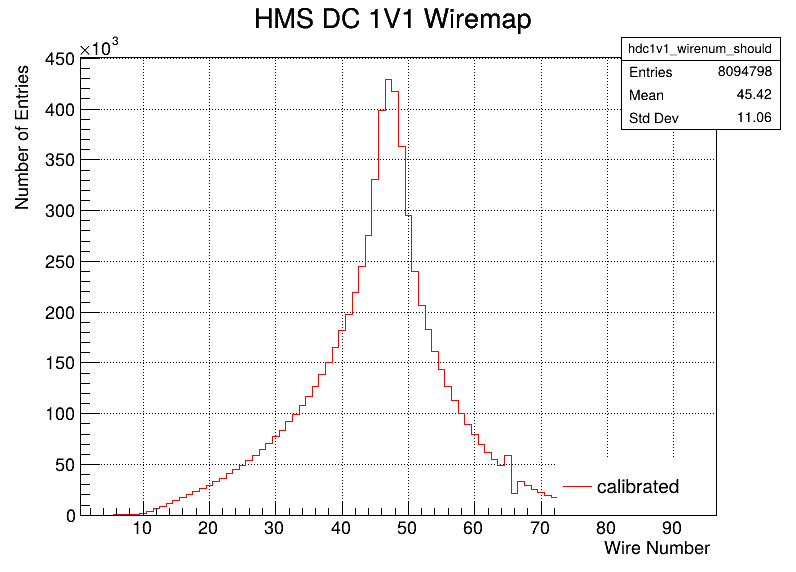 HMS DC 1V1 Wiremap
×10³
hdc1v1_wirenum_should
Entries 8094798
Mean 45.42
Std Dev 11.06
Number of Entries
450
400
350
300
250
200
150
100
50
0
calibrated
10 20 30 40 50 60 70 80 90
Wire Number